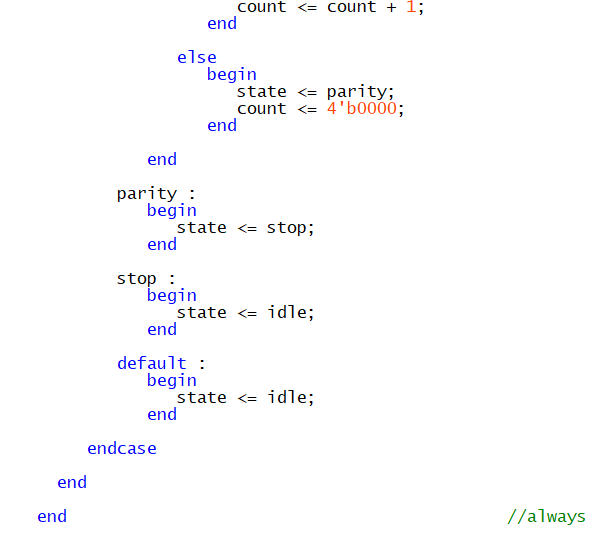 count <= count + 1;
end
else
begin
state <= parity;
count <= 4'b0000;
end
end
parity :
begin
state <= stop;
end
stop :
begin
state <= idle;
end
default :
begin
state <= idle;
end
endcase
end
end //always